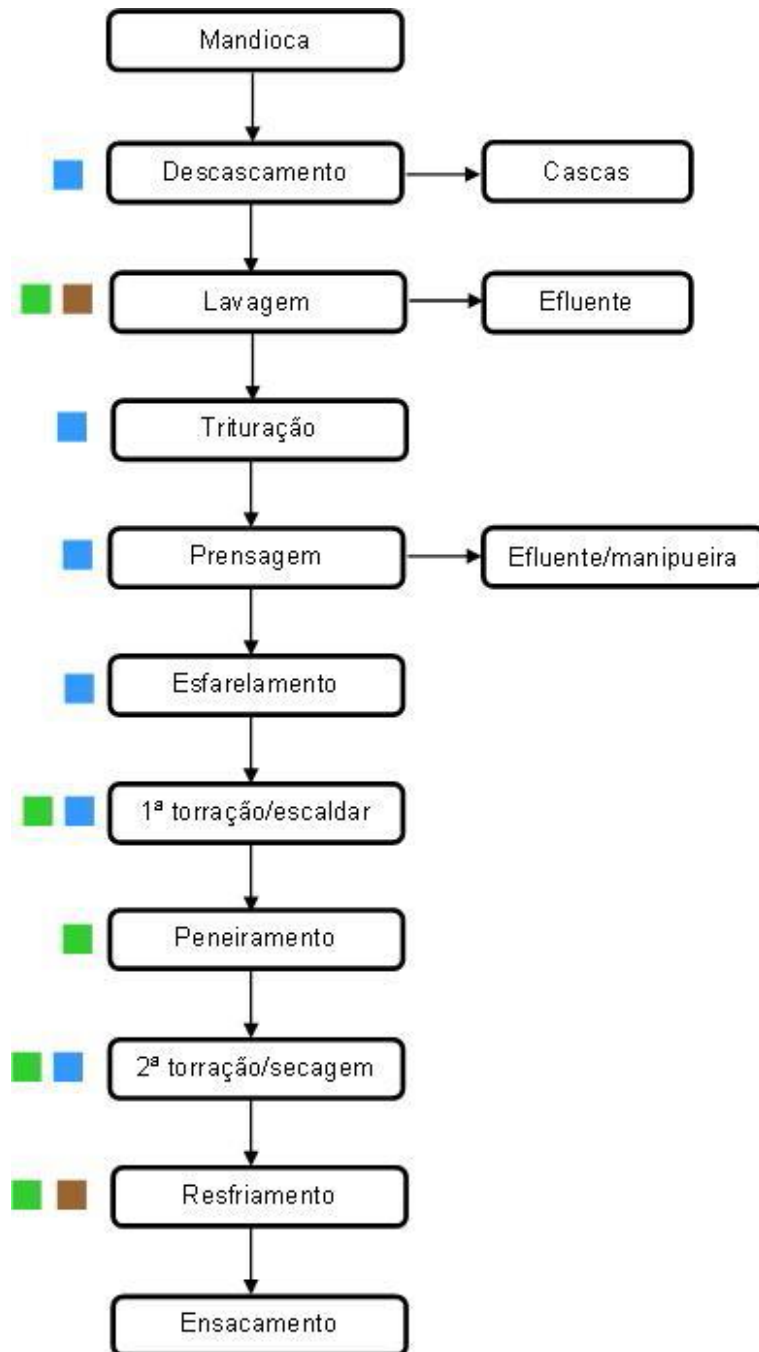 Mandioca
Descascamento
Cascas
Lavagem
Efluente
Trituração
Prensagem
Efluente/manipueira
Esfarelamento
1ª torração/escaldar
Peneiramento
2ª torração/secagem
Resfriamento
Ensacamento